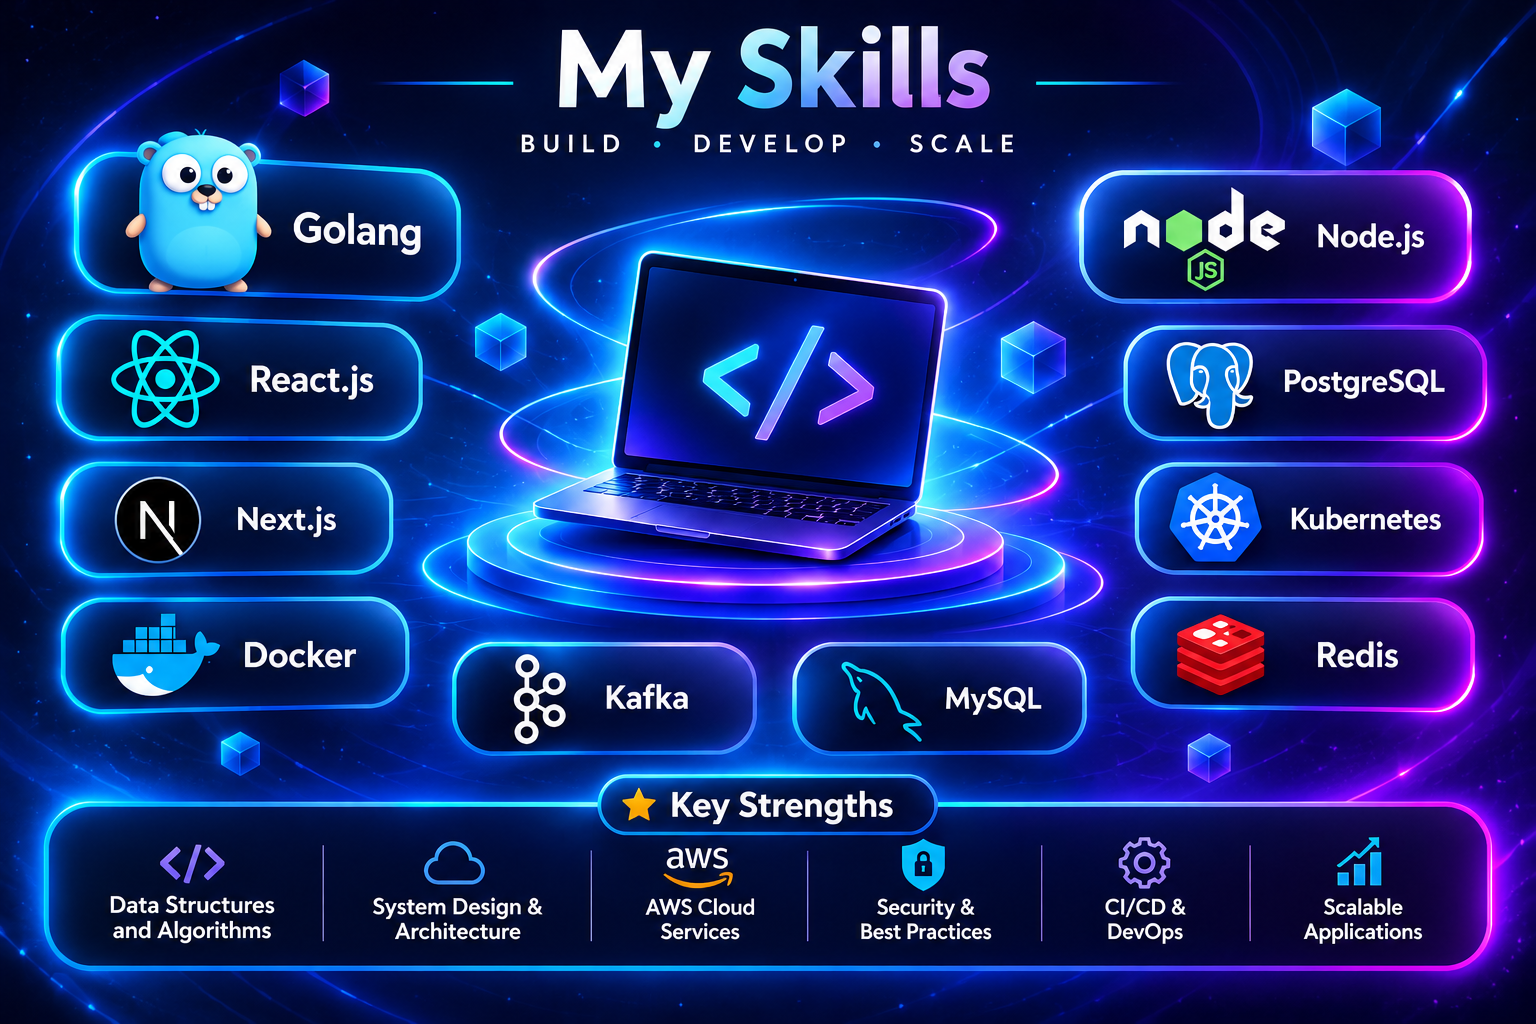 My Skills
BUILD • DEVELOP • SCALE
Golang
node
JS
Node.js
React.js
PostgreSQL
</>
N
Next.js
Kubernetes
Docker
Redis
Kafka
MySQL
Key Strengths
</>
Data Structures
and Algorithms
System Design &
Architecture
aws
AWS Cloud
Services
Security &
Best Practices
CI/CD &
DevOps
Scalable
Applications